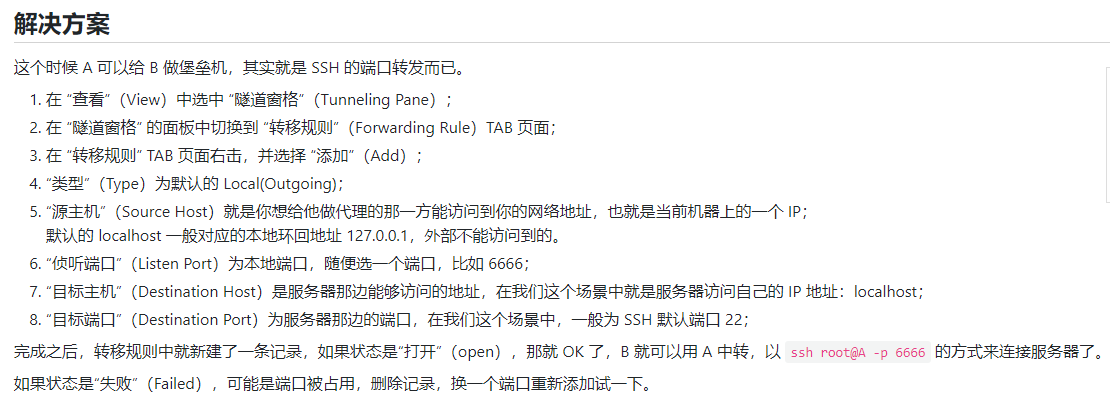 解决方案
这个时候 A 可以给 B 做堡垒机，其实就是 SSH 的端口转发而已。
1. 在 “查看”（View）中选中 “隧道窗格”（Tunneling Pane）；
2. 在 “隧道窗格” 的面板中切换到 “转移规则”（Forwarding Rule）TAB 页面；
3. 在 “转移规则” TAB 页面右击，并选择 “添加”（Add）；
4. “类型”（Type）为默认的 Local(Outgoing)；
5. “源主机”（Source Host）就是你想给他做代理的那一方能访问到你的网络地址，也就是当前机器上的一个 IP；
默认的 localhost 一般对应的本地环回地址 127.0.0.1，外部不能访问到的。
6. “侦听端口”（Listen Port）为本地端口，随便选一个端口，比如 6666；
7. “目标主机”（Destination Host）是服务器那边能够访问的地址，在我们这个场景中就是服务器访问自己的 IP 地址：localhost；
8. “目标端口”（Destination Port）为服务器那边的端口，在我们这个场景中，一般为 SSH 默认端口 22；
完成之后，转移规则中就新建了一条记录，如果状态是“打开”（open），那就 OK 了，B 就可以用 A 中转，以 ssh root@A -p 6666 的方式来连接服务器了。
如果状态是“失败”（Failed），可能是端口被占用，删除记录，换一个端口重新添加试一下。